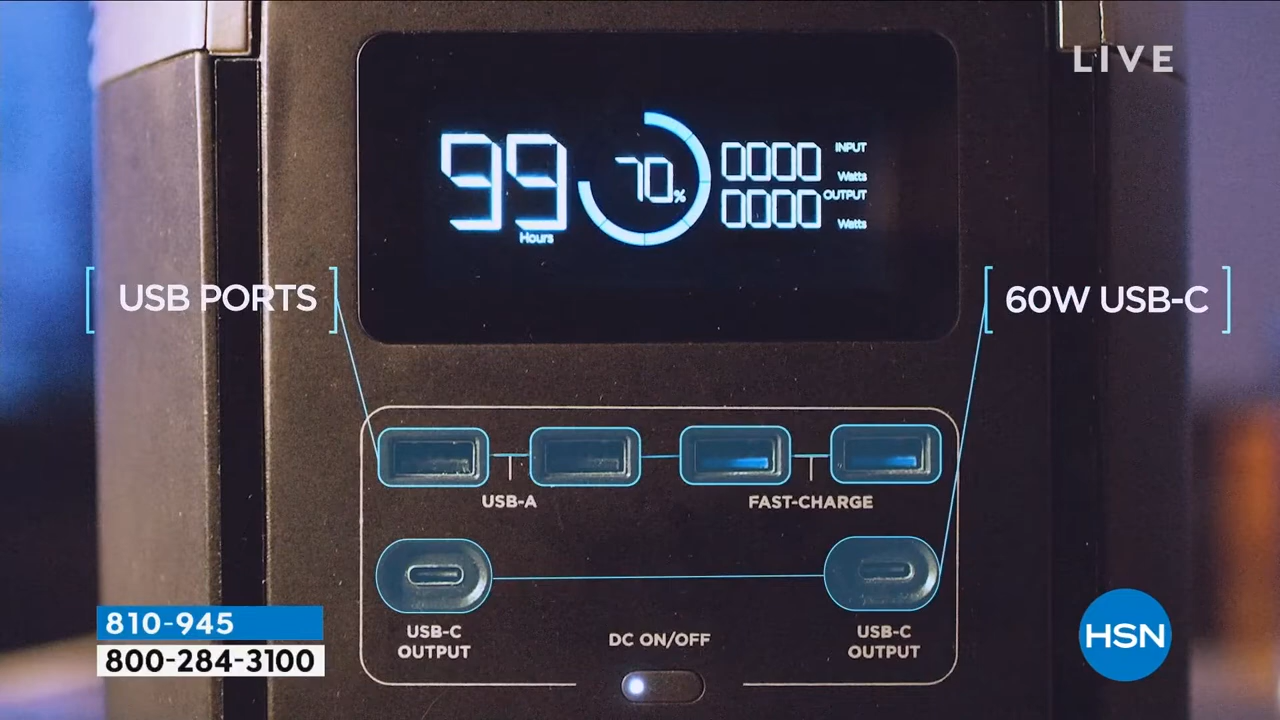 LIVE
99
Hours
70%
0000
INPUT
Watts
0000
OUTPUT
Watts
USB PORTS
60W USB-C
USB-A
FAST-CHARGE
USB-C
OUTPUT
DC ON/OFF
USB-C
OUTPUT
810-945
800-284-3100
HSN